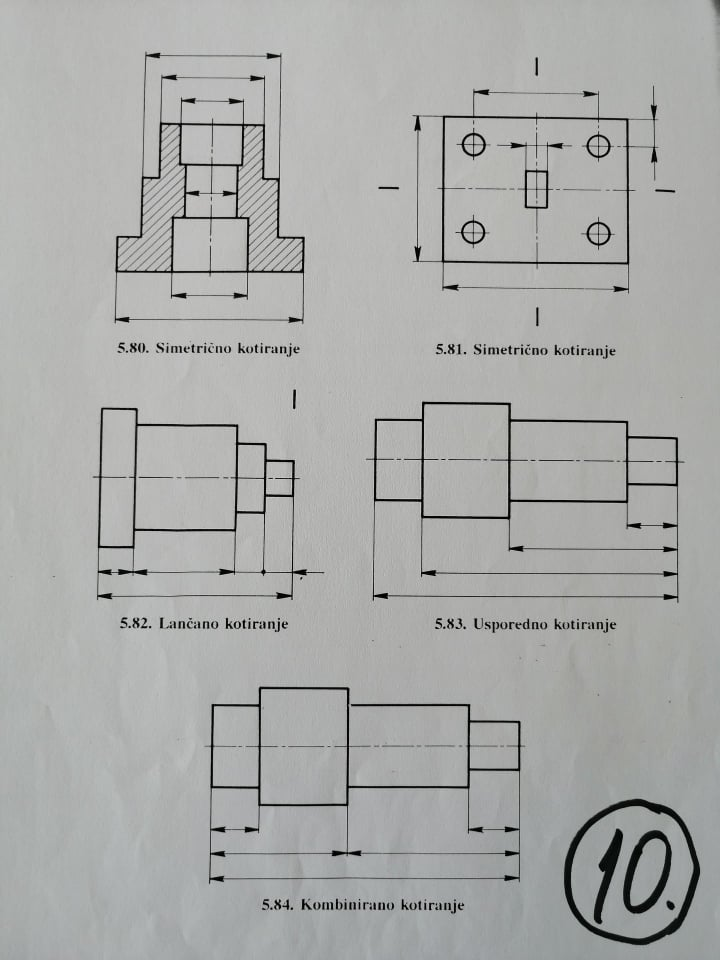 5.80. Simetrično kotiranje
5.81. Simetrično kotiranje
5.82. Lančano kotiranje
5.83. Usporedno kotiranje
5.84. Kombinirano kotiranje
10.